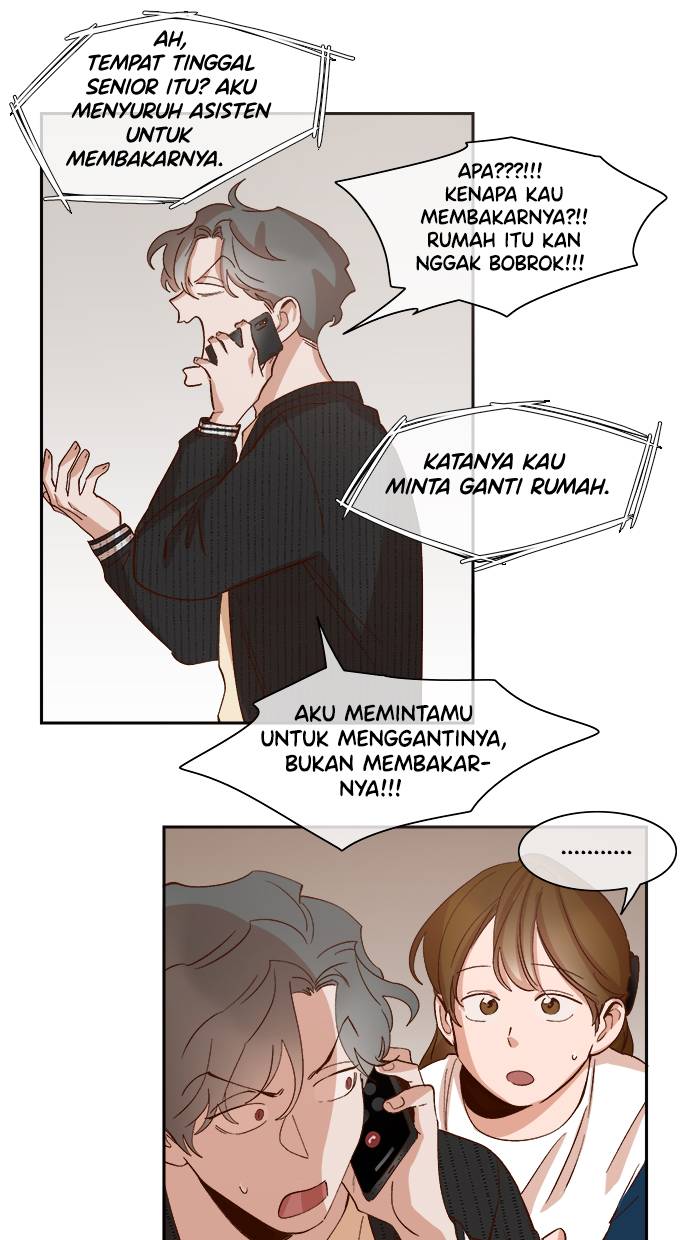 AH,
TEMPAT TINGGAL
SENIOR ITU? AKU
MENYURUH ASISTEN
UNTUK
MEMBAKARNYA.
APA???!!!
KENAPA KAU
MEMBAKARNYA?!!
RUMAH ITU KAN
NGGAK BOBROK!!!
KATANYA KAU
MINTA GANTI RUMAH.
AKU MEMINTAMU
UNTUK MENGGANTINYA,
BUKAN MEMBAKAR-
NYA!!!
...........